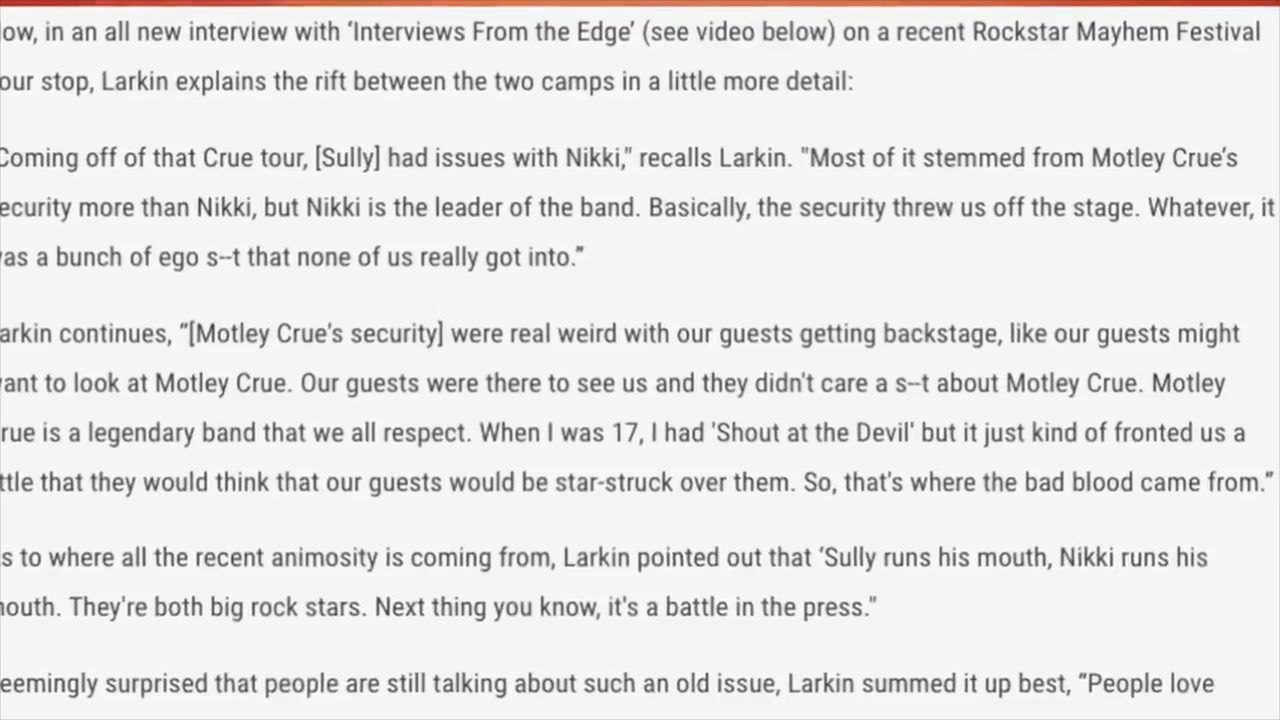 ow, in an all new interview with ‘Interviews From the Edge’ (see video below) on a recent Rockstar Mayhem Festival
our stop, Larkin explains the rift between the two camps in a little more detail:
Coming off of that Crue tour, [Sully] had issues with Nikki," recalls Larkin. "Most of it stemmed from Motley Crue’s
ecurity more than Nikki, but Nikki is the leader of the band. Basically, the security threw us off the stage. Whatever, it
as a bunch of ego s--t that none of us really got into.”
arkin continues, “[Motley Crue's security] were real weird with our guests getting backstage, like our guests might
ant to look at Motley Crue. Our guests were there to see us and they didn't care a s--t about Motley Crue. Motley
rue is a legendary band that we all respect. When I was 17, I had 'Shout at the Devil' but it just kind of fronted us a
ttle that they would think that our guests would be star-struck over them. So, that's where the bad blood came from.”
s to where all the recent animosity is coming from, Larkin pointed out that ‘Sully runs his mouth, Nikki runs his
outh. They're both big rock stars. Next thing you know, it's a battle in the press."
eemingly surprised that people are still talking about such an old issue, Larkin summed it up best, “People love